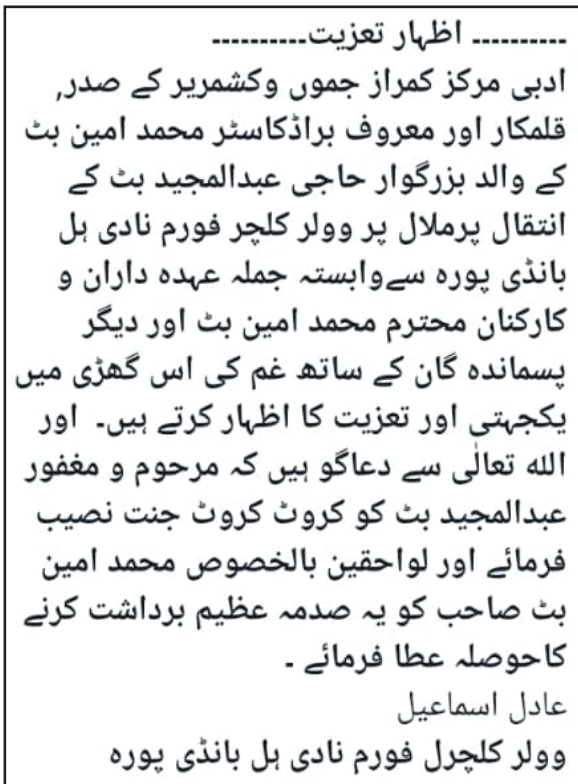 ---------- اظہار تعزیت----------
ادبی مرکز کمراز جموں وکشمریر کے صدر,
قلمکار اور معروف براڈکاسٹر محمد امین بٹ
کے والد بزرگوار حاجی عبدالمجید بٹ کے
انتقال پرملال پر وولر کلچر فورم نادی ہل
بانڈی پورہ سےوابستہ جملہ عہدہ داران و
کارکنان محترم محمد امین بٹ اور دیگر
پسماندہ گان کے ساتھ غم کی اس گھڑی میں
یکجہتی اور تعزیت کا اظہار کرتے ہیں۔ اور
اللہ تعالٰی سے دعاگو ہیں کہ مرحوم و مغفور
عبدالمجید بٹ کو کروٹ کروٹ جنت نصیب
فرمائے اور لواحقین بالخصوص محمد امین
بٹ صاحب کو یہ صدمہ عظیم برداشت کرنے
کاحوصلہ عطا فرمائے ۔
عادل اسماعیل
وولر کلچرل فورم نادی ہل بانڈی پورہ